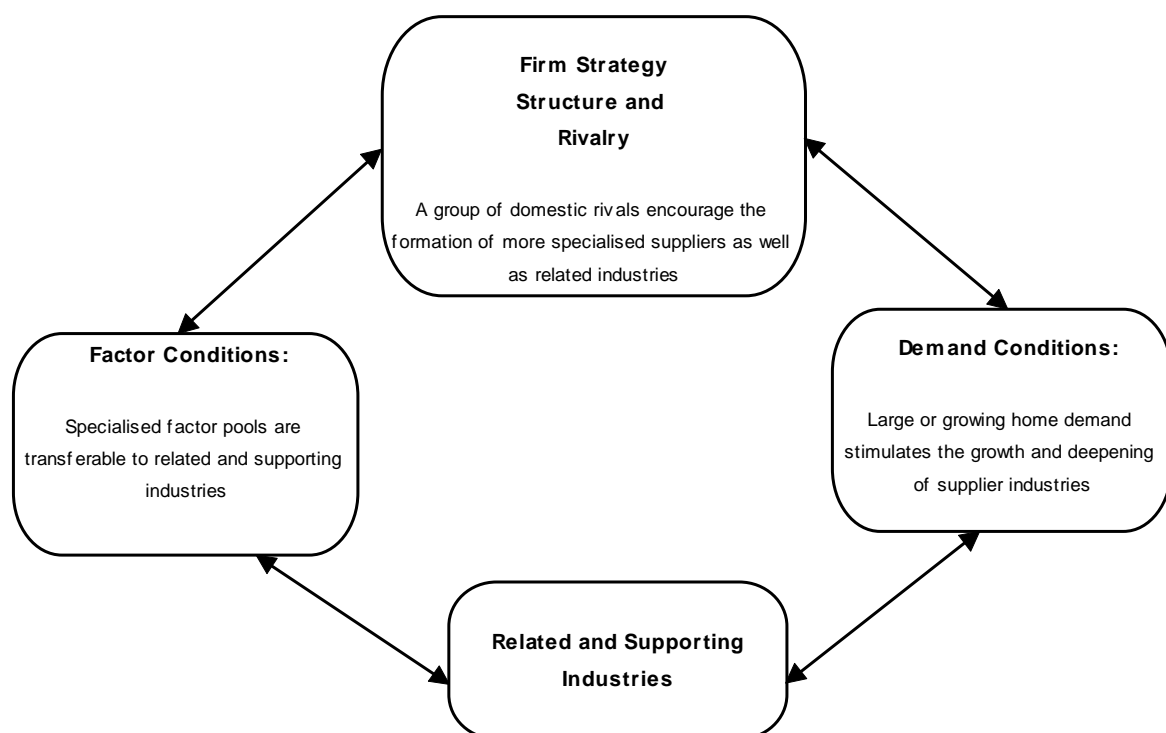 Firm Strategy
Structure and
Rivalry
A group of domestic rivals encourage the
formation of more specialised suppliers as well
as related industries
Factor Conditions:
Specialised factor pools are
transferable to related and supporting
industries
Demand Conditions:
Large or growing home demand
stimulates the growth and deepening
of supplier industries
Related and Supporting
Industries